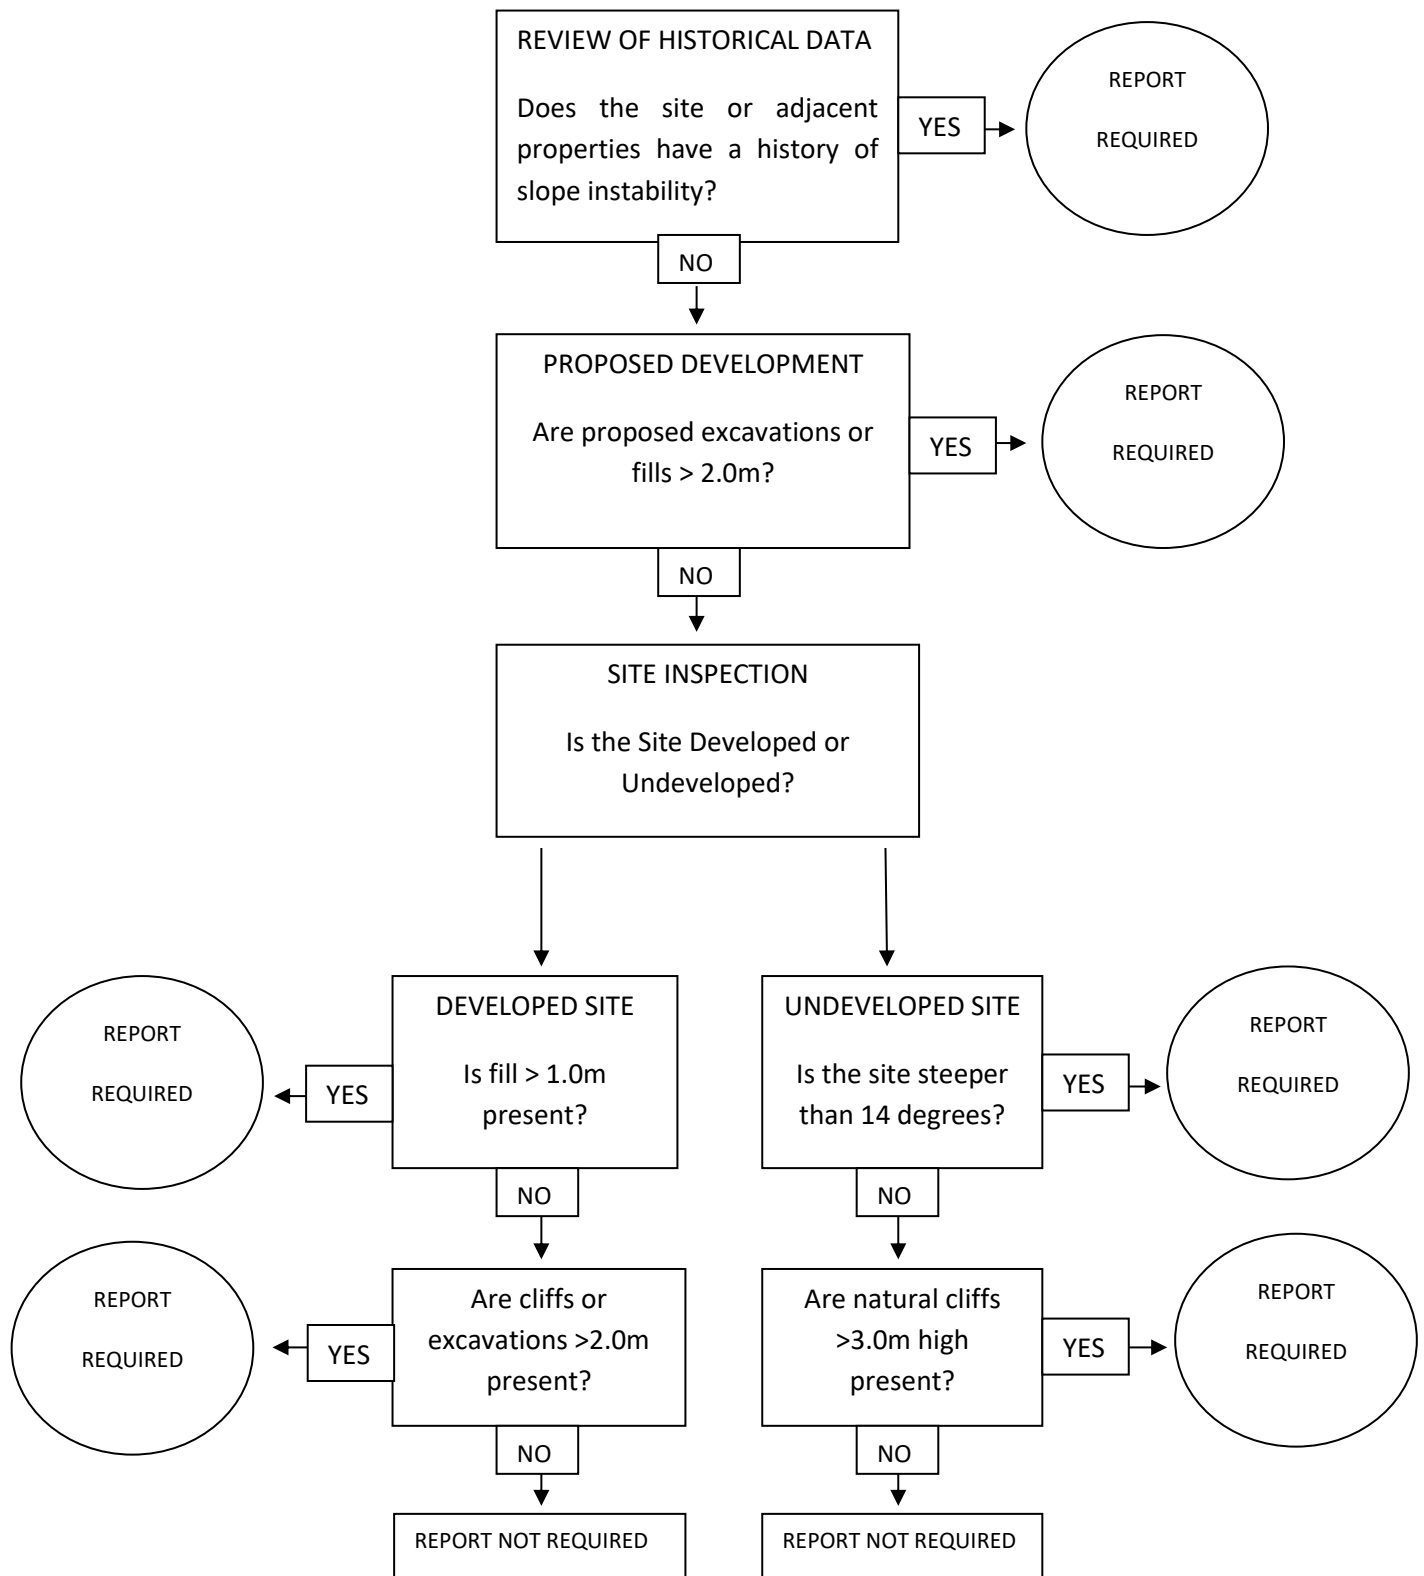 REVIEW OF HISTORICAL DATA
Does the site or adjacent
properties have a history of
slope instability?
YES
REPORT
REQUIRED
NO
PROPOSED DEVELOPMENT
Are proposed excavations or
fills > 2.0m?
YES
REPORT
REQUIRED
NO
SITE INSPECTION
Is the Site Developed or
Undeveloped?
DEVELOPED SITE
Is fill > 1.0m
present?
YES
REPORT
REQUIRED
NO
UNDEVELOPED SITE
Is the site steeper
than 14 degrees?
YES
REPORT
REQUIRED
NO
Are cliffs or
excavations >2.0m
present?
YES
REPORT
REQUIRED
NO
Are natural cliffs
>3.0m high
present?
YES
REPORT
REQUIRED
NO
REPORT NOT REQUIRED
REPORT NOT REQUIRED